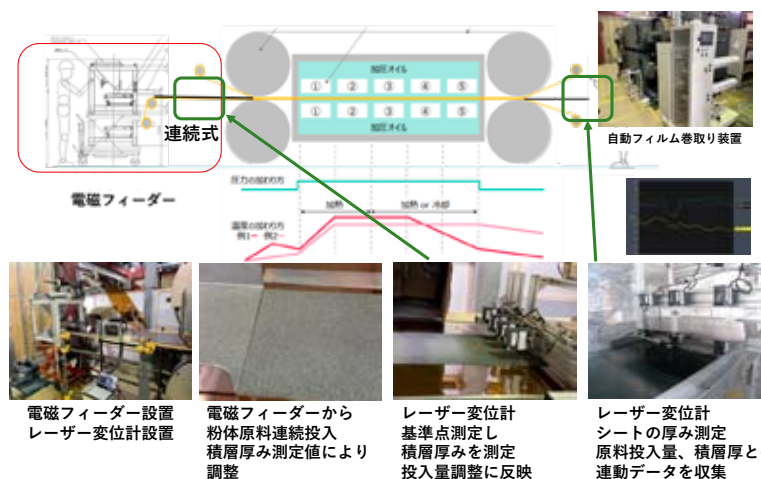 加圧オイル
① ② ③ ④ ⑤
① ② ③ ④ ⑤
加圧オイル
連続式
自動フィルム巻取り装置
電磁フィーダー
圧力の加わり方
加熱
加熱 or 冷却
温度の加わり方
例1ー 例2ー
電磁フィーダー設置
レーザー変位計設置
電磁フィーダーから
粉体原料連続投入
積層厚み測定値により
調整
レーザー変位計
基準点測定し
積層厚みを測定
投入量調整に反映
レーザー変位計
シートの厚み測定
原料投入量、積層厚と
連動データを収集